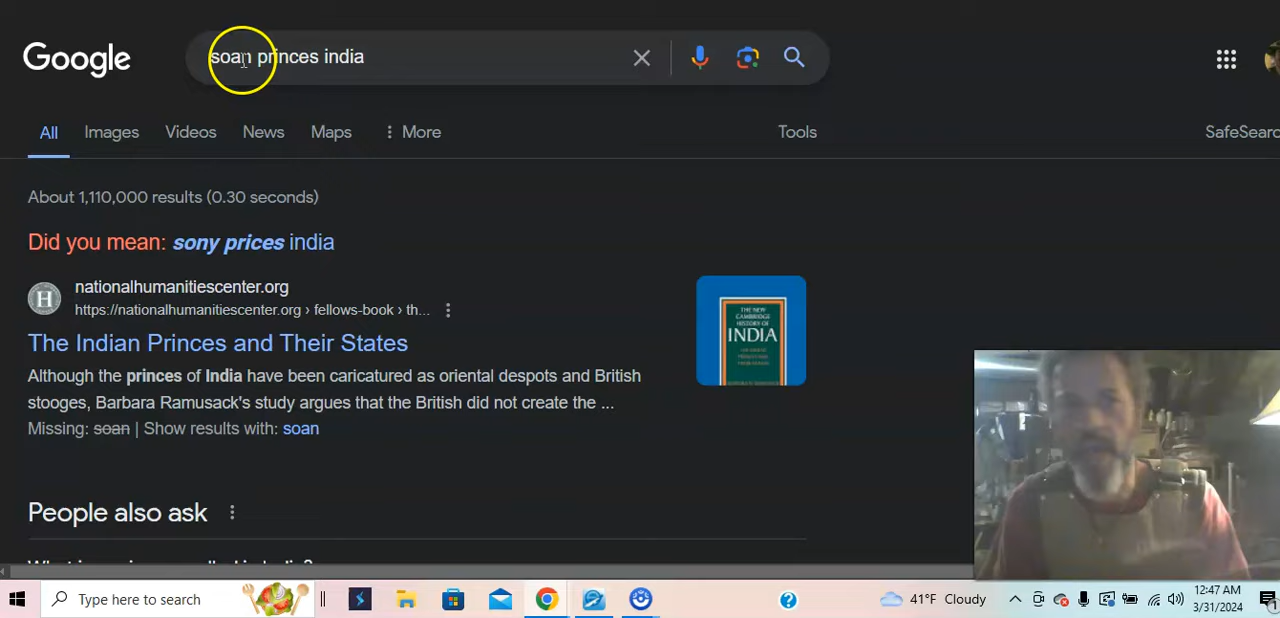 Google
soan princes india
All Images Videos News Maps More Tools SafeSearc
About 1,110,000 results (0.30 seconds)
Did you mean: sony prices india
H
nationalhumanitiescenter.org
https://nationalhumanitiescenter.org › fellows-book › th...
The Indian Princes and Their States
Although the princes of India have been caricatured as oriental despots and British
stooges, Barbara Ramusack's study argues that the British did not create the ...
Missing: soan | Show results with: soan
THE NEW
CAMBRIDGE
HISTORY OF
INDIA
People also ask
Type here to search
41°F Cloudy
12:47 AM
3/31/2024